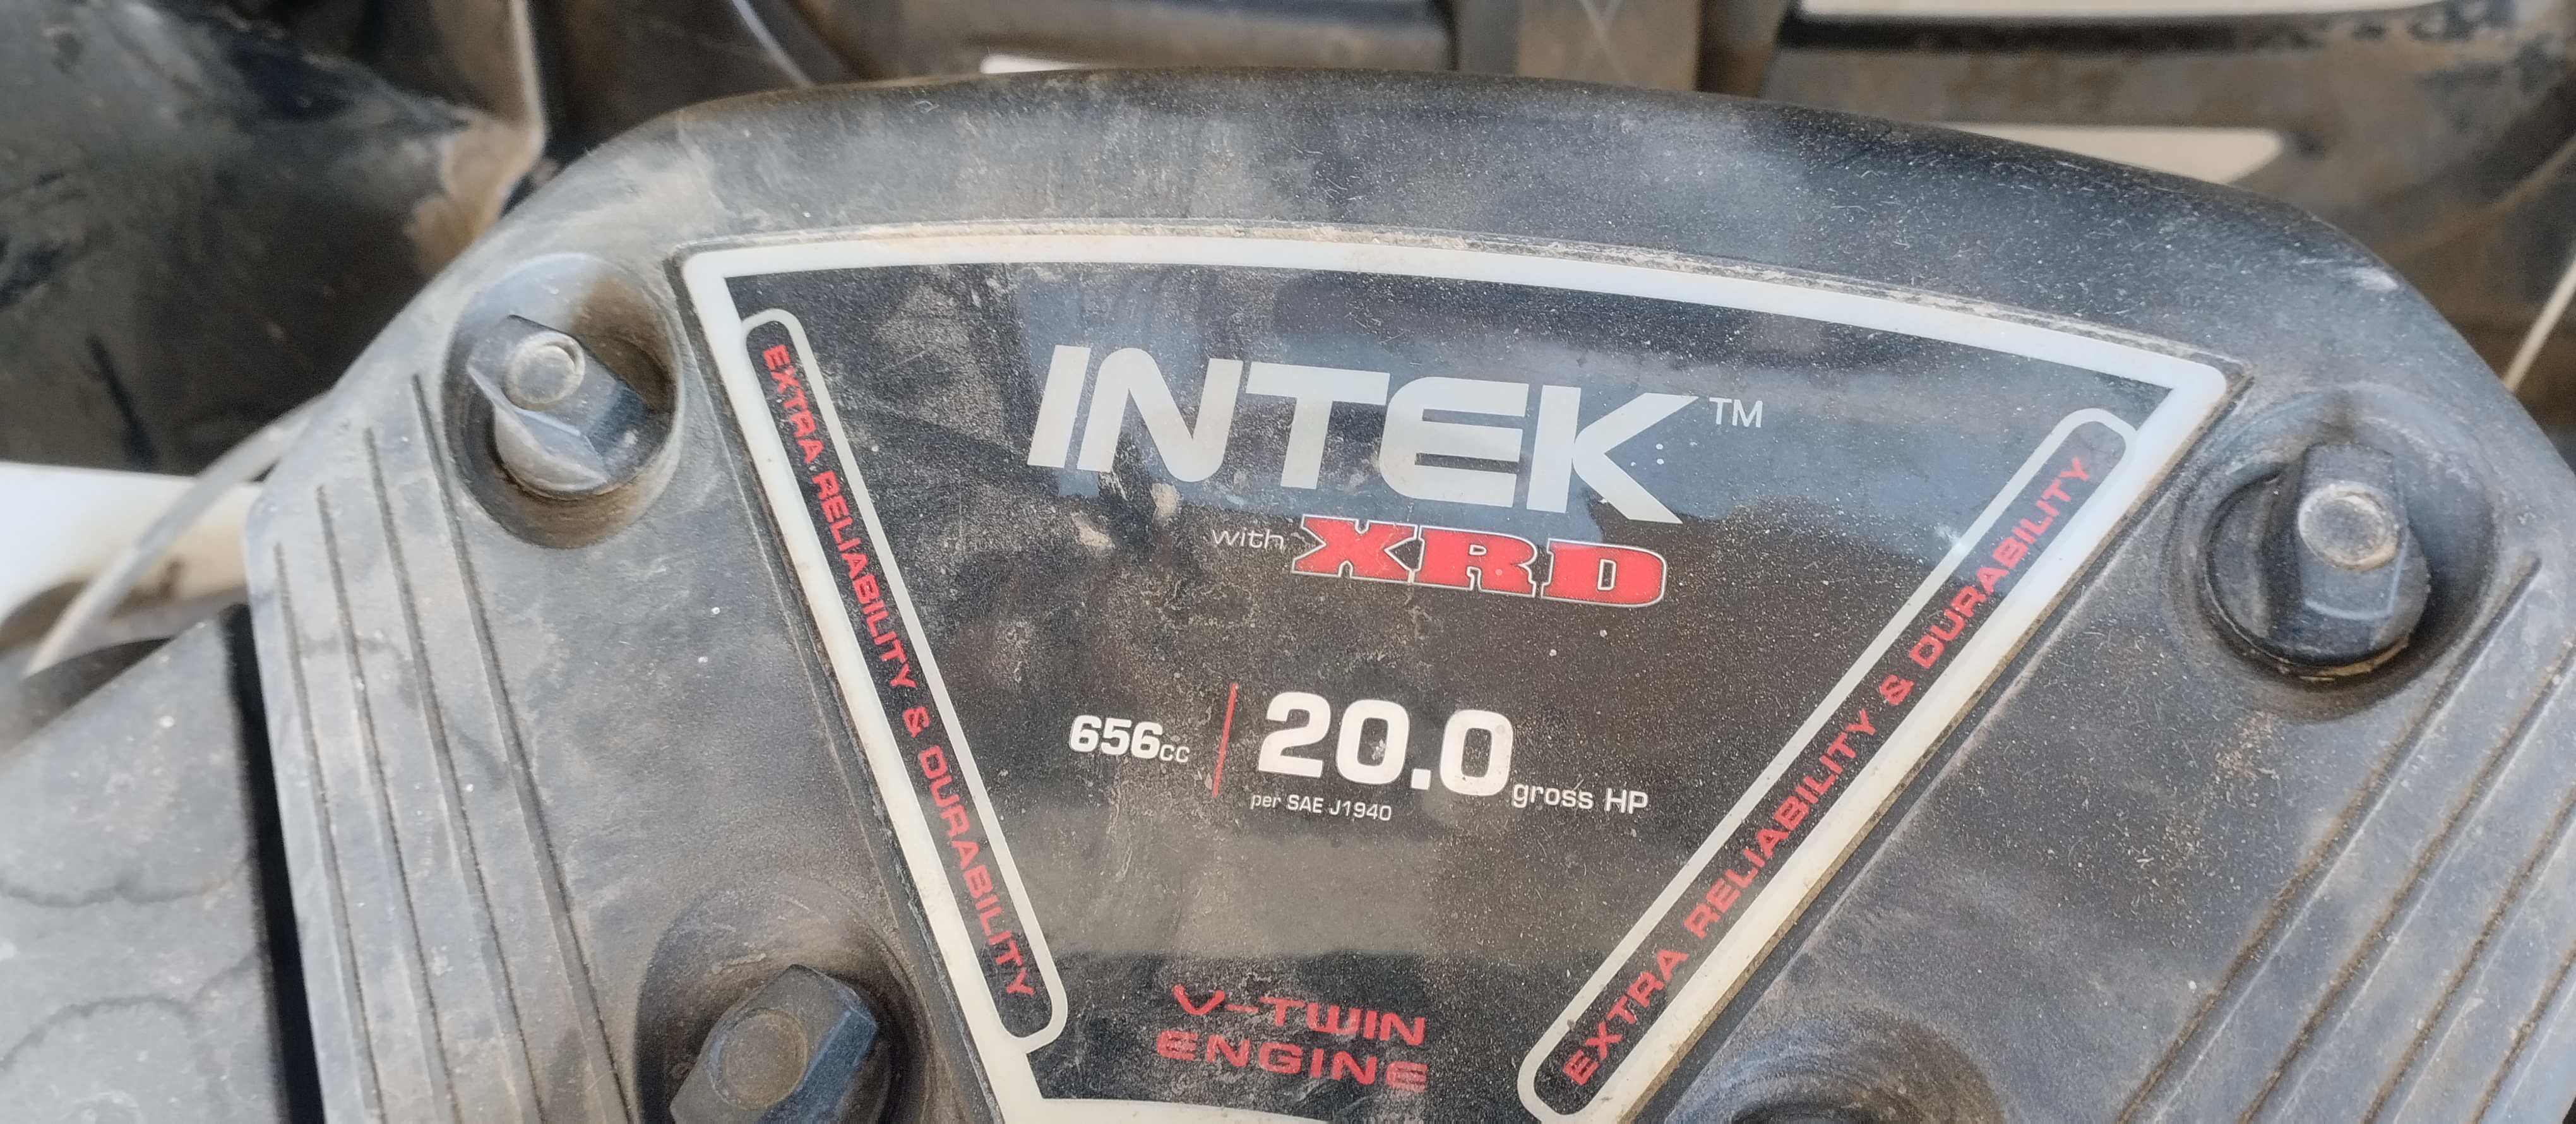 INTEK™
with XRD
EXTRA RELIABILITY & DURABILITY
EXTRA RELIABILITY & DURABILITY
656cc | 20.0 gross HP
per SAE J1940
V-TWIN
ENGINE